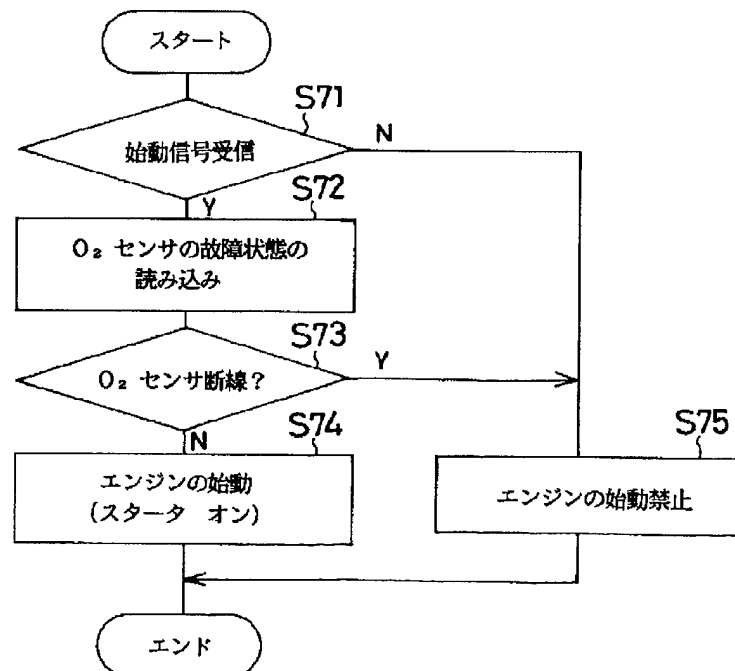 スタート
S71
始動信号受信
N
Y
S72
O₂ センサの故障状態の
読み込み
S73
O₂ センサ断線？
Y
N
S74
エンジンの始動
(スタータ オン)
S75
エンジンの始動禁止
エンド